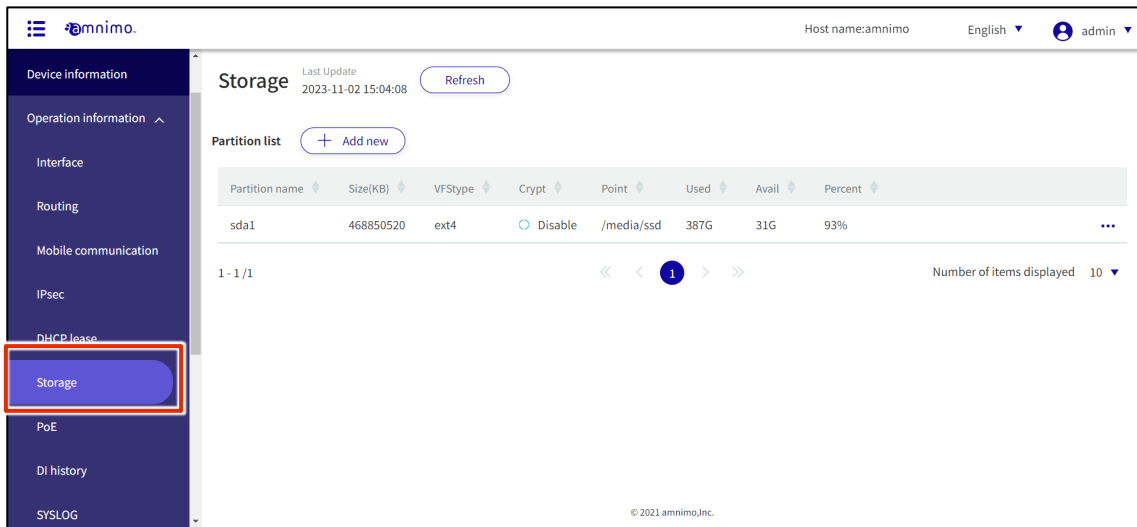 amnimo
Host name:amnimo
English
admin
Device information
Operation information
Interface
Routing
Mobile communication
IPsec
DHCP lease
Storage
PoE
DI history
SYSLOG
Storage
Last Update
2023-11-02 15:04:08
Refresh
Partition list
+ Add new
Partition name Size(KB) VFStype Crypt Point Used Avail Percent
sda1 468850520 ext4 Disable /media/ssd 387G 31G 93% •••
1 - 1 /1
« < 1 > »
Number of items displayed 10
© 2021 amnimo,Inc.